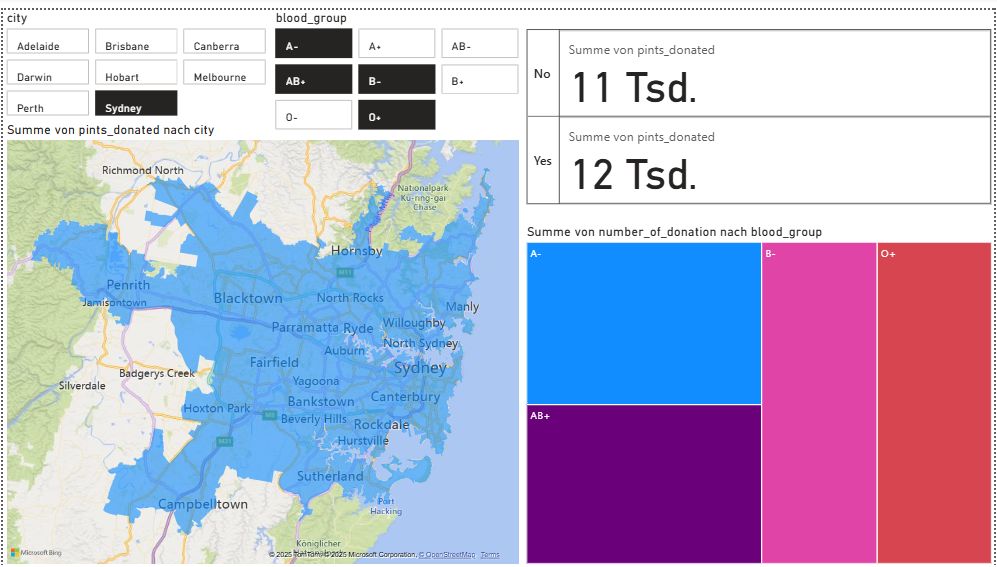 city
Adelaide
Brisbane
Canberra
Darwin
Hobart
Melbourne
Perth
Sydney
blood_group
A-
A+
AB-
AB+
B-
B+
O-
O+
No
Summe von pints_donated
11 Tsd.
Yes
Summe von pints_donated
12 Tsd.
Summe von pints_donated nach city
Richmond North
Nationalpark
Ku-ring-gai
Chase
Hornsby
M11
Penrith
Jamisontown
Blacktown
North Rocks
Manly
Parramatta
Ryde
Willoughby
North Sydney
Auburn
Fairfield
Sydney
Badgerys Creek
Silverdale
Yagoona
Bankstown
Canterbury
Hoxton Park
Beverly Hills
Rockdale
Hurstville
Sutherland
Campbelltown
Port
Hacking
Königlicher
Microsoft Bing
© 2025 TomTom, © 2025 Microsoft Corporation, © OpenStreetMap Terms
Summe von number_of_donation nach blood_group
A-
B-
O+
AB+